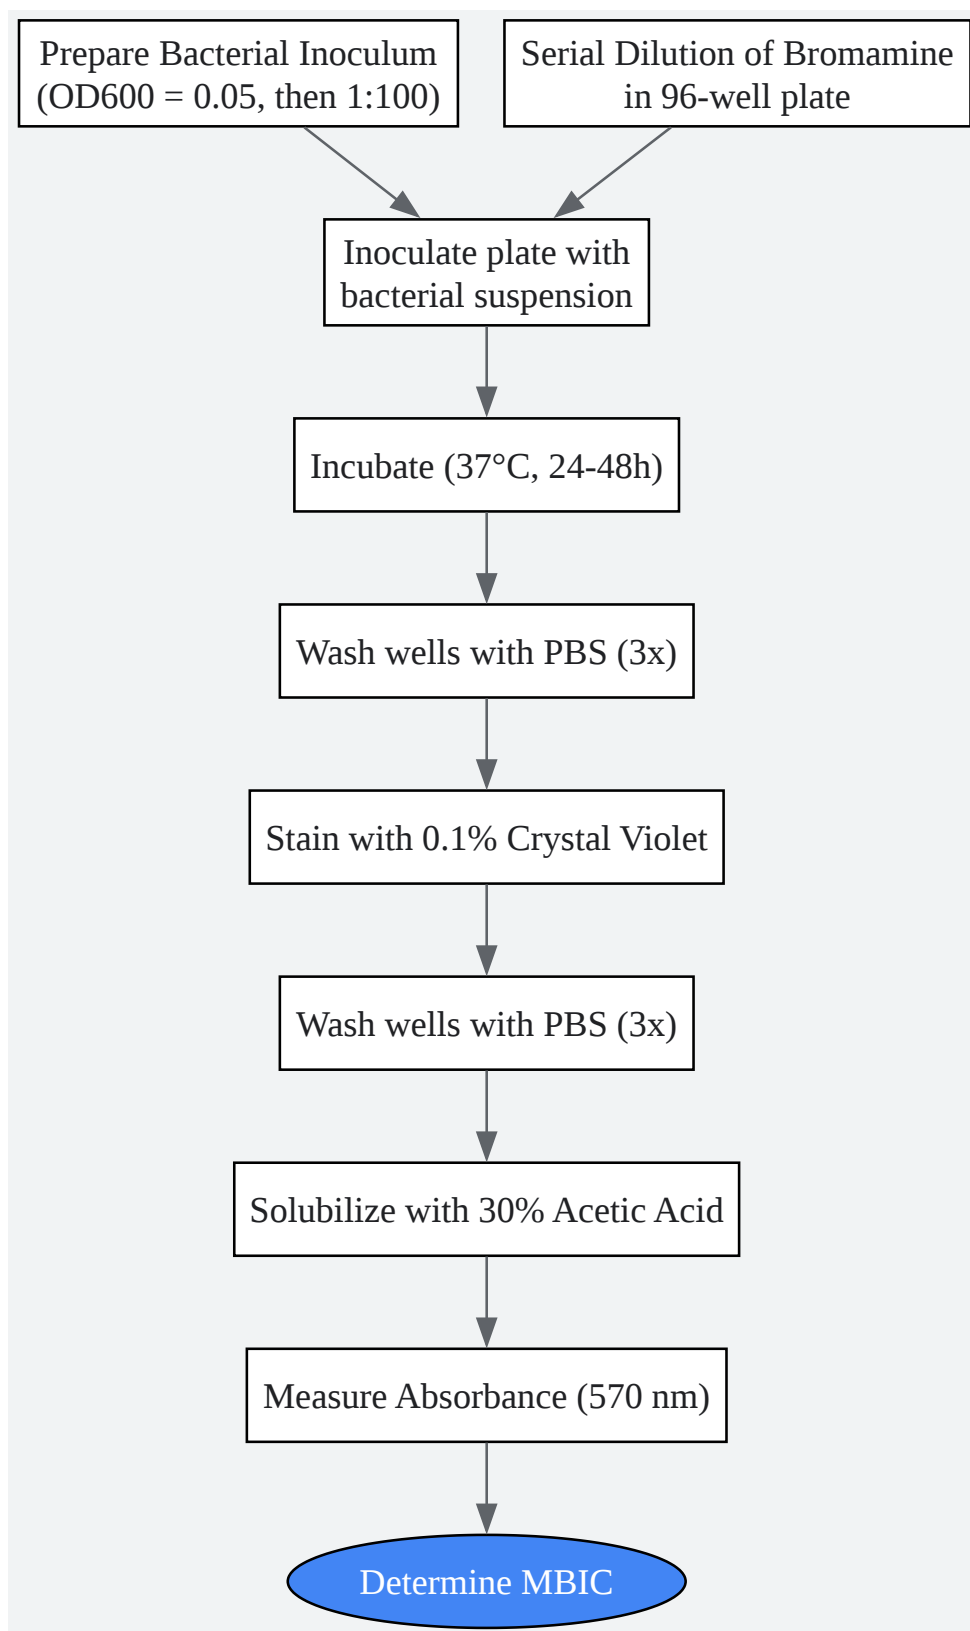 Prepare Bacterial Inoculum
(OD600 = 0.05, then 1:100)
Serial Dilution of Bromamine
in 96-well plate
Inoculate plate with
bacterial suspension
Incubate (37°C, 24-48h)
Wash wells with PBS (3x)
Stain with 0.1% Crystal Violet
Wash wells with PBS (3x)
Solubilize with 30% Acetic Acid
Measure Absorbance (570 nm)
Determine MBIC